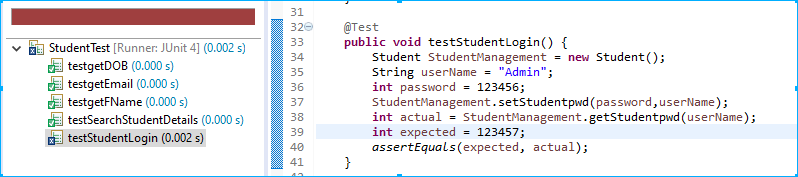 StudentTest [Runner: JUnit 4] (0.002 s)
testgetDOB (0.000 s)
testgetEmail (0.000 s)
testgetFName (0.000 s)
testSearchStudentDetails (0.000 s)
testStudentLogin (0.002 s)
31
32 @Test
33 public void testStudentLogin() {
34 Student StudentManagement = new Student();
35 String userName = "Admin";
36 int password = 123456;
37 StudentManagement.setStudentpwd(password,userName);
38 int actual = StudentManagement.getStudentpwd(userName);
39 int expected = 123457;
40 assertEquals(expected, actual);
41 }